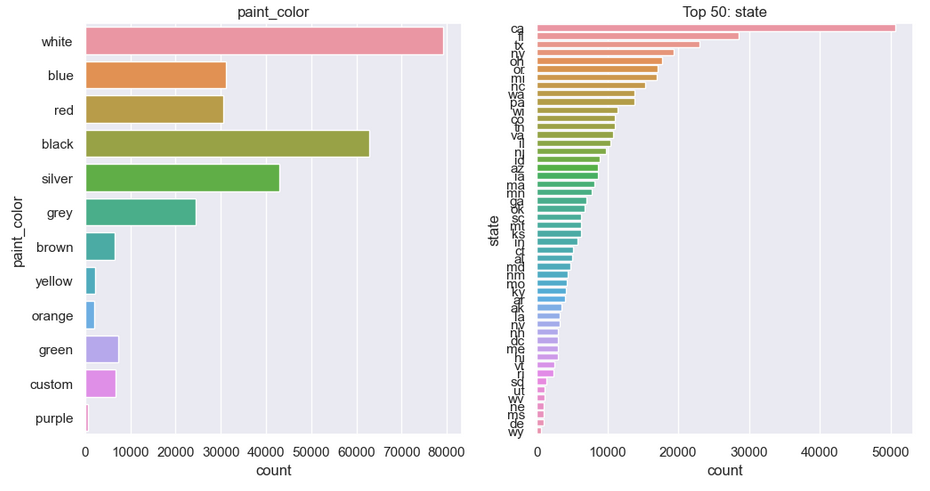 paint_color
paint_color
white
blue
red
black
silver
grey
brown
yellow
orange
green
custom
purple
0 10000 20000 30000 40000 50000 60000 70000 80000
count
Top 50: state
state
ca
fl
tx
ny
oh
or
mi
nc
wa
pa
wi
co
tn
va
il
nj
id
az
ia
ma
mn
ga
ok
sc
mt
ks
in
ct
al
md
nm
mo
ky
ar
ak
la
nv
nh
dc
me
hi
vt
ri
sd
ut
wv
ne
ms
de
wy
0 10000 20000 30000 40000 50000
count